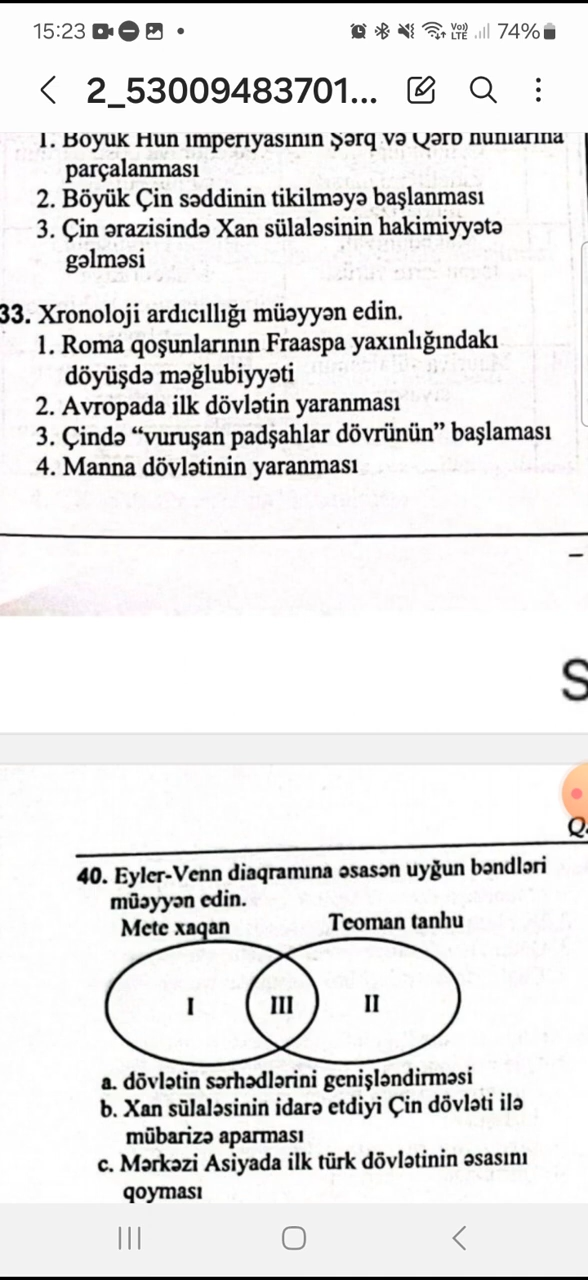 15:23
Vo)) LTE 74%
2_53009483701...
1. Böyük Hun imperiyasının Şərq və Qərb hunlarına
parçalanması
2. Böyük Çin səddinin tikilməyə başlanması
3. Çin ərazisində Xan sülaləsinin hakimiyyətə
gəlməsi
33. Xronoloji ardıcıllığı müəyyən edin.
1. Roma qoşunlarının Fraaspa yaxınlığındakı
döyüşdə məğlubiyyəti
2. Avropada ilk dövlətin yaranması
3. Çində “vuruşan padşahlar dövrünün” başlaması
4. Manna dövlətinin yaranması
S
Q
40. Eyler-Venn diaqramına əsasən uyğun bəndləri
müəyyən edin.
Mete xaqan Teoman tanhu
I III II
a. dövlətin sərhədlərini genişləndirməsi
b. Xan sülaləsinin idarə etdiyi Çin dövləti ilə
mübarizə aparması
c. Mərkəzi Asiyada ilk türk dövlətinin əsasını
qoyması